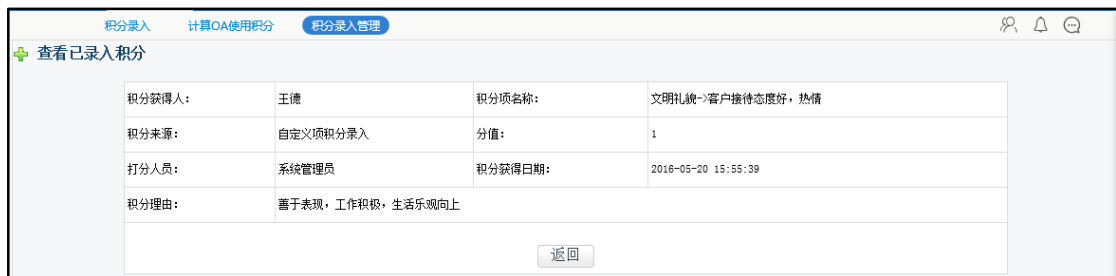 积分录入 计算OA使用积分 积分录入管理
查看已录入积分
积分获得人： 王德 积分项名称： 文明礼貌->客户接待态度好，热情
积分来源： 自定义项积分录入 分值： 1
打分人员： 系统管理员 积分获得日期： 2016-05-20 15:55:39
积分理由： 善于表现，工作积极，生活乐观向上
返回